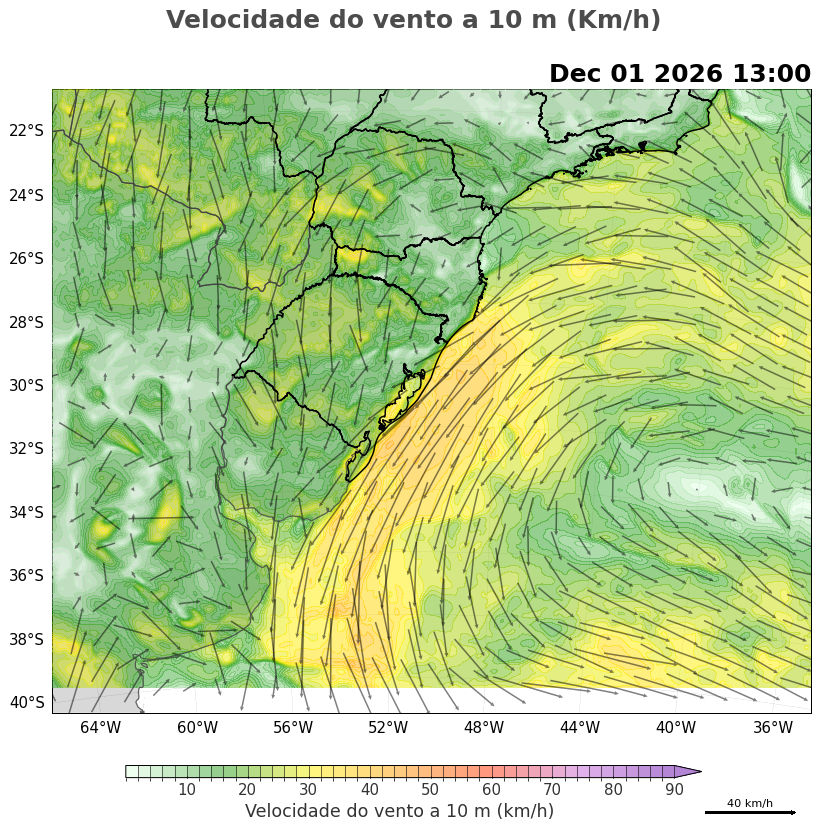 Velocidade do vento a 10 m (Km/h)
Dec 01 2026 13:00
22°S
24°S
26°S
28°S
30°S
32°S
34°S
36°S
38°S
40°S
64°W 60°W 56°W 52°W 48°W 44°W 40°W 36°W
10 20 30 40 50 60 70 80 90
Velocidade do vento a 10 m (km/h)
40 km/h